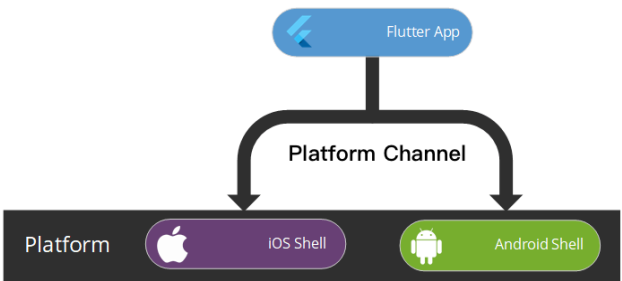 Flutter App
Platform Channel
Platform
iOS Shell
Android Shell